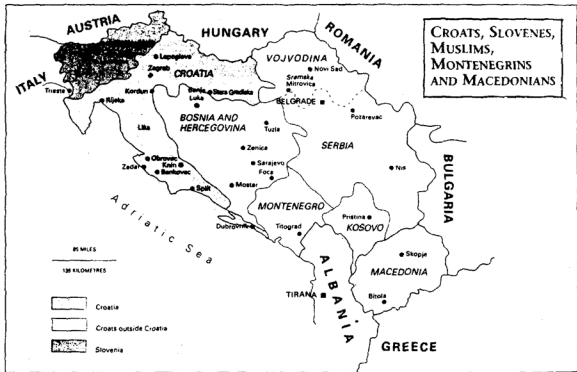 CROATS, SLOVENES,
MUSLIMS,
MONTENEGRINS
AND MACEDONIANS
AUSTRIA
HUNGARY
ROMANIA
ITALY
BULGARIA
GREECE
ALBANIA
Adriatic Sea
VOJVODINA
Novi Sad
Sremska
Mitrovica
BELGRADE
Pozarevac
Lepoglava
Zagreb
CROATIA
Trieste
Rijeka
Kordun
Banja
Luka
Stara Gradiska
BOSNIA AND
HERCEGOVINA
Tuzla
Lika
Zenica
SERBIA
Obrovac
Knin
Zadar
Benkovac
Sarajevo
Foca
Nis
Split
Mostar
MONTENEGRO
Pristina
KOSOVO
Dubrovnik
Titograd
Skopje
MACEDONIA
TIRANA
Bitola
85 MILES
135 KILOMETRES
Croatia
Croats outside Croatia
Slovenia